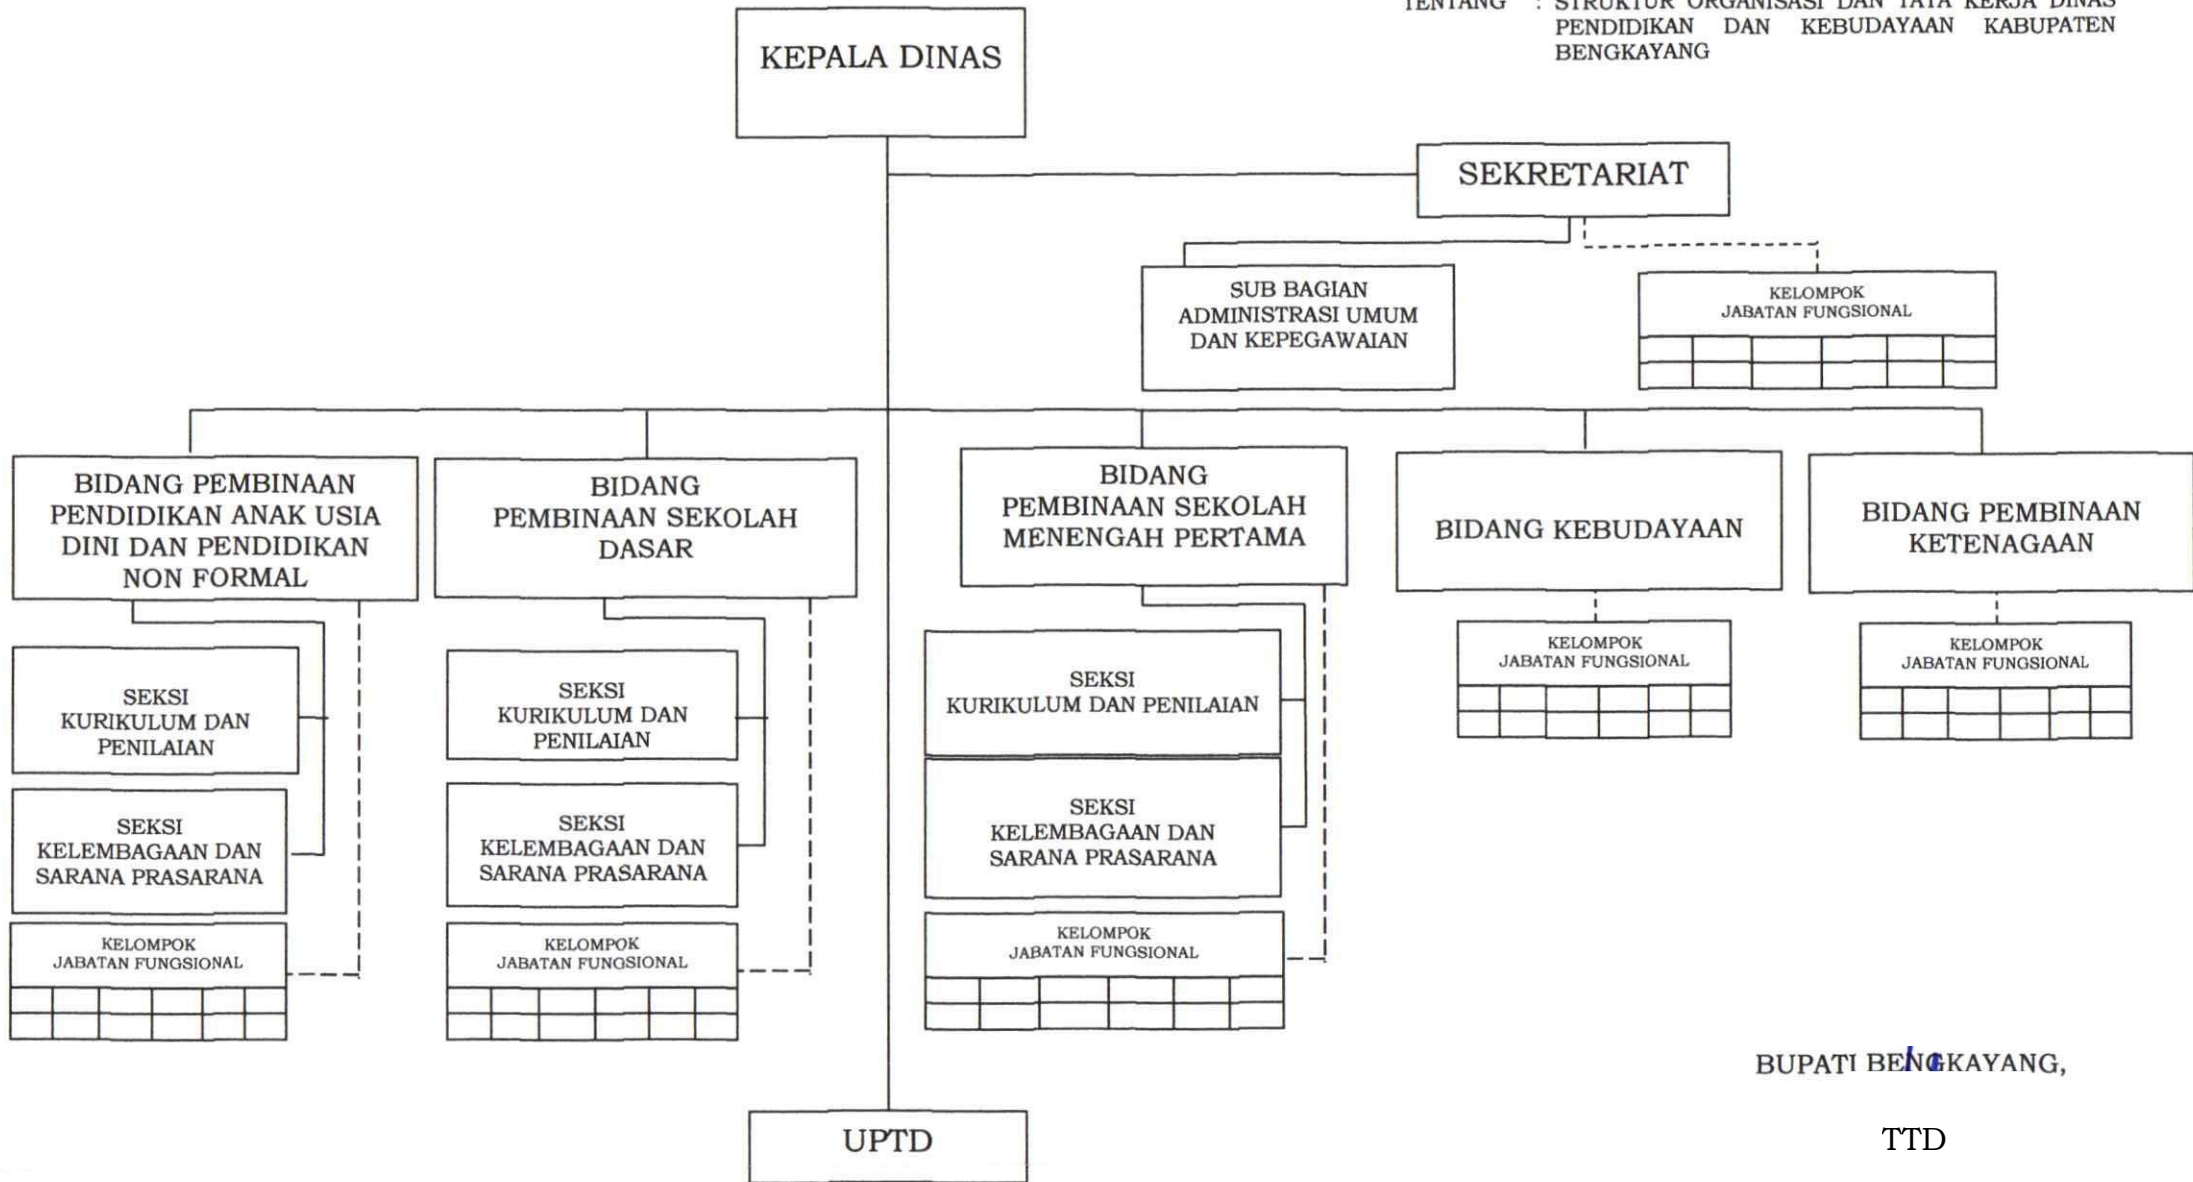 TENTANG : STRUKTUR ORGANISASI DAN TATA KERJA DINAS
PENDIDIKAN DAN KEBUDAYAAN KABUPATEN
BENGKAYANG
KEPALA DINAS
SEKRETARIAT
SUB BAGIAN
ADMINISTRASI UMUM
DAN KEPEGAWAIAN
KELOMPOK
JABATAN FUNGSIONAL
BIDANG PEMBINAAN
PENDIDIKAN ANAK USIA
DINI DAN PENDIDIKAN
NON FORMAL
BIDANG
PEMBINAAN SEKOLAH
DASAR
BIDANG
PEMBINAAN SEKOLAH
MENENGAH PERTAMA
BIDANG KEBUDAYAAN
BIDANG PEMBINAAN
KETENAGAAN
SEKSI
KURIKULUM DAN
PENILAIAN
SEKSI
KELEMBAGAAN DAN
SARANA PRASARANA
KELOMPOK
JABATAN FUNGSIONAL
SEKSI
KURIKULUM DAN
PENILAIAN
SEKSI
KELEMBAGAAN DAN
SARANA PRASARANA
KELOMPOK
JABATAN FUNGSIONAL
SEKSI
KURIKULUM DAN PENILAIAN
SEKSI
KELEMBAGAAN DAN
SARANA PRASARANA
KELOMPOK
JABATAN FUNGSIONAL
KELOMPOK
JABATAN FUNGSIONAL
KELOMPOK
JABATAN FUNGSIONAL
UPTD
BUPATI BENGKAYANG,
TTD